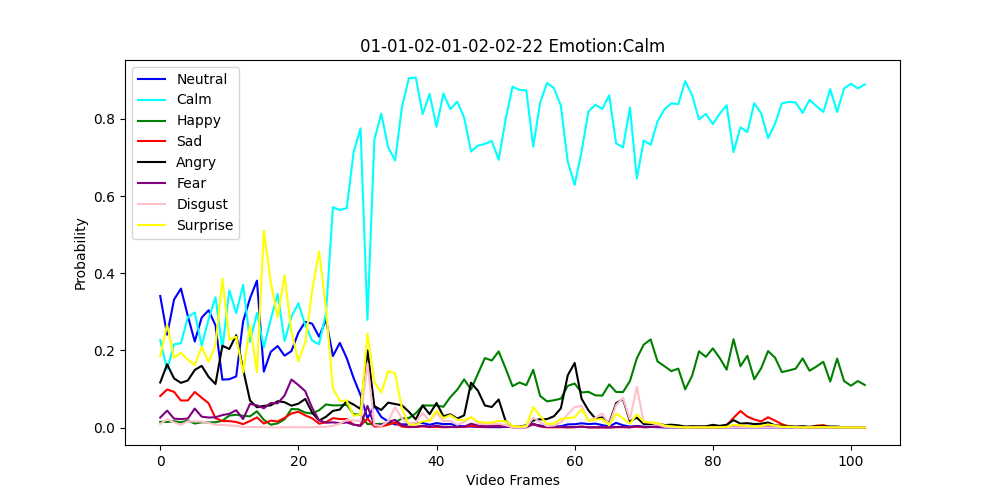 01-01-02-01-02-02-22 Emotion:Calm
Neutral
Calm
Happy
Sad
Angry
Fear
Disgust
Surprise
Probability
0.8
0.6
0.4
0.2
0.0
0 20 40 60 80 100
Video Frames